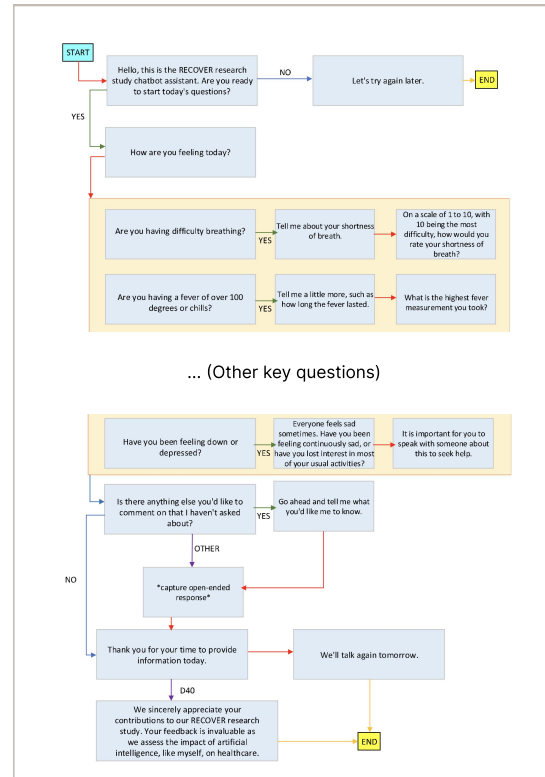 START
Hello, this is the RECOVER research
study chatbot assistant. Are you ready
to start today's questions?
NO
Let's try again later.
END
YES
How are you feeling today?
Are you having difficulty breathing?
YES
Tell me about your shortness
of breath.
On a scale of 1 to 10, with
10 being the most
difficulty, how would you
rate your shortness of
breath?
Are you having a fever of over 100
degrees or chills?
YES
Tell me a little more, such as
how long the fever lasted.
What is the highest fever
measurement you took?
... (Other key questions)
Have you been feeling down or
depressed?
YES
Everyone feels sad
sometimes. Have you been
feeling continuously sad, or
have you lost interest in most
of your usual activities?
It is important for you to
speak with someone about
this to seek help.
Is there anything else you'd like to
comment on that I haven't asked
about?
YES
Go ahead and tell me what
you'd like me to know.
OTHER
NO
*capture open-ended
response*
Thank you for your time to provide
information today.
We'll talk again tomorrow.
D40
We sincerely appreciate your
contributions to our RECOVER research
study. Your feedback is invaluable as
we assess the impact of artificial
intelligence, like myself, on healthcare.
END